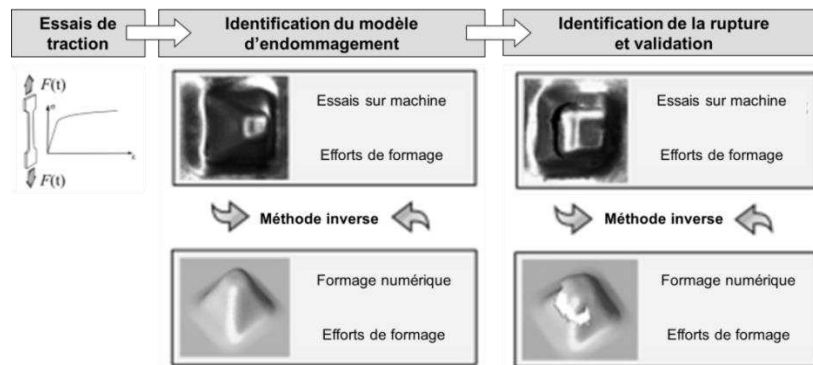 Essais de
traction
Identification du modèle
d'endommagement
Identification de la rupture
et validation
F(t)
F(t)
Essais sur machine
Efforts de formage
Méthode inverse
Formage numérique
Efforts de formage
Essais sur machine
Efforts de formage
Méthode inverse
Formage numérique
Efforts de formage